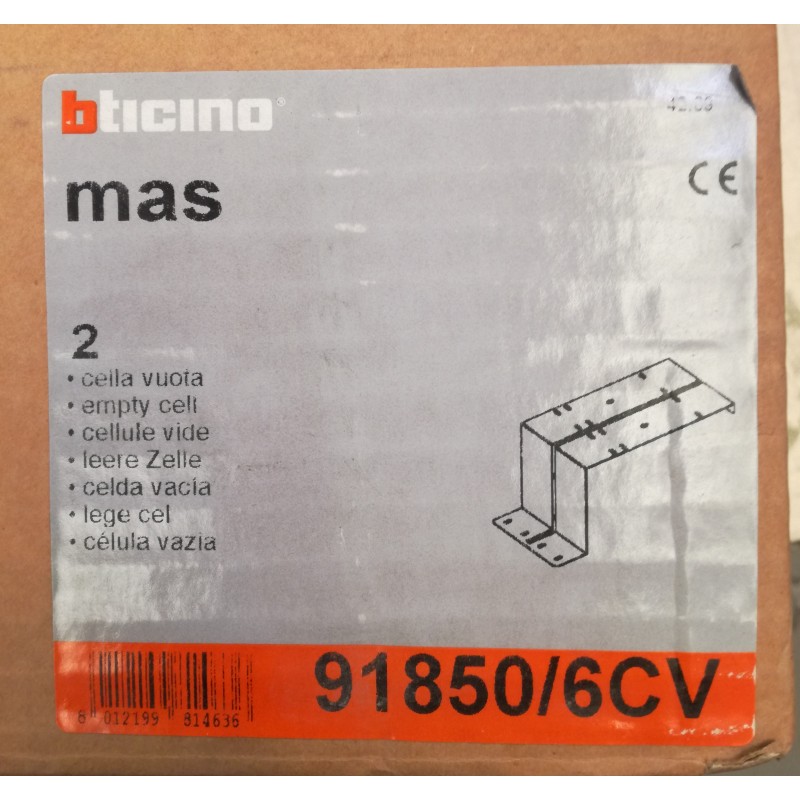 bticino®
mas
CE
2
• cella vuota
• empty cell
• cellule vide
• leere Zelle
• celda vacia
• lege cel
• célula vazia
91850/6CV
8 012199 814636